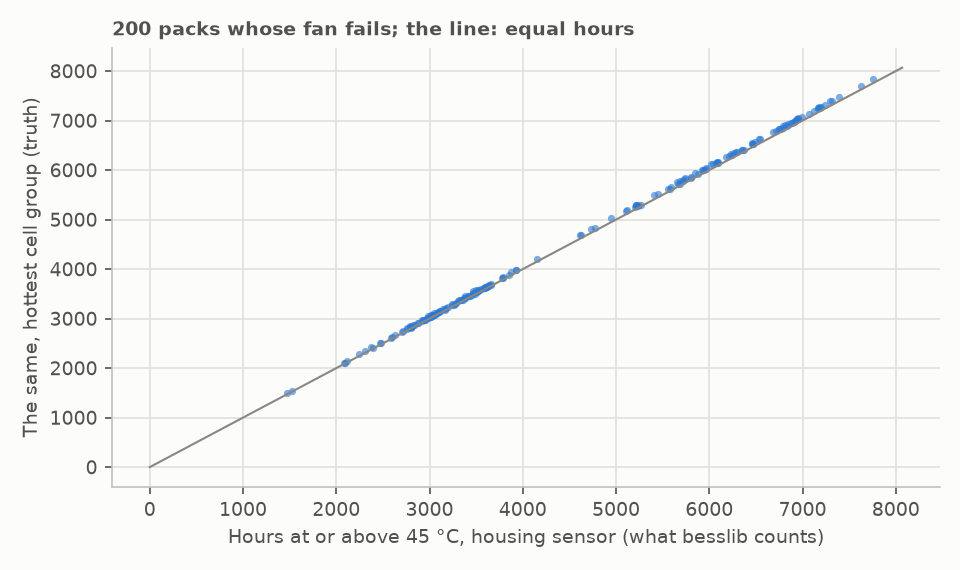 200 packs whose fan fails; the line: equal hours
The same, hottest cell group (truth)
8000
7000
6000
5000
4000
3000
2000
1000
0
0 1000 2000 3000 4000 5000 6000 7000 8000
Hours at or above 45 °C, housing sensor (what besslib counts)